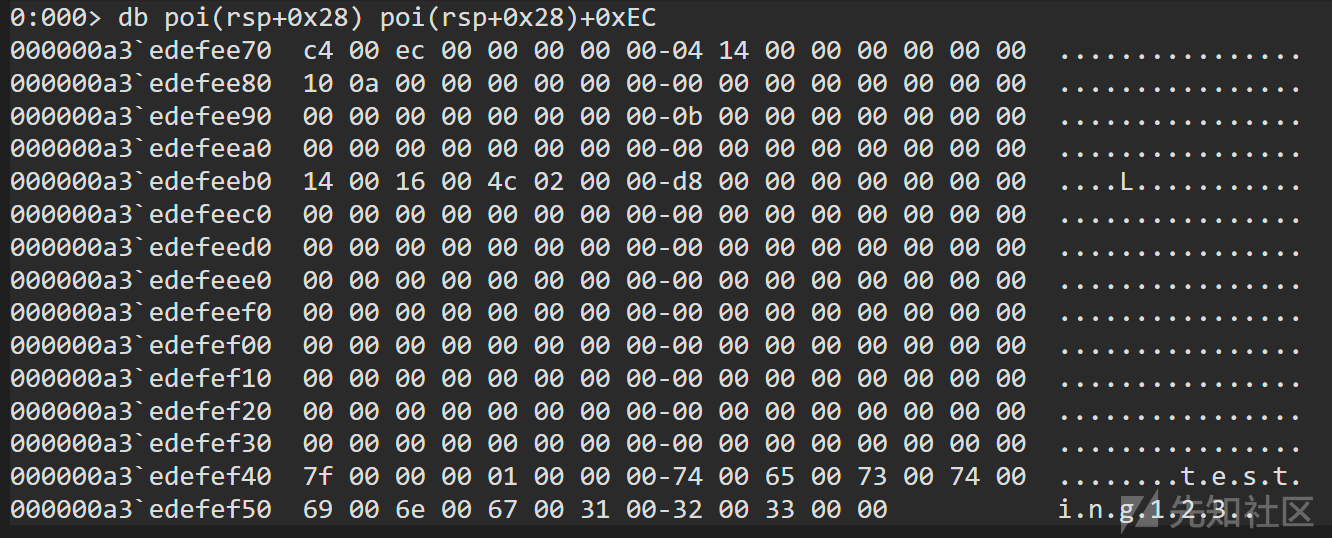 0:000> db poi(rsp+0x28) poi(rsp+0x28)+0xEC
000000a3`edefee70  c4 00 ec 00 00 00 00 00-04 14 00 00 00 00 00 00  ................
000000a3`edefee80  10 0a 00 00 00 00 00 00-00 00 00 00 00 00 00 00  ................
000000a3`edefee90  00 00 00 00 00 00 00 00-0b 00 00 00 00 00 00 00  ................
000000a3`edefeea0  00 00 00 00 00 00 00 00-00 00 00 00 00 00 00 00  ................
000000a3`edefeeb0  14 00 16 00 4c 02 00 00-d8 00 00 00 00 00 00 00  ....L...........
000000a3`edefeec0  00 00 00 00 00 00 00 00-00 00 00 00 00 00 00 00  ................
000000a3`edefeed0  00 00 00 00 00 00 00 00-00 00 00 00 00 00 00 00  ................
000000a3`edefeee0  00 00 00 00 00 00 00 00-00 00 00 00 00 00 00 00  ................
000000a3`edefeef0  00 00 00 00 00 00 00 00-00 00 00 00 00 00 00 00  ................
000000a3`edefef00  00 00 00 00 00 00 00 00-00 00 00 00 00 00 00 00  ................
000000a3`edefef10  00 00 00 00 00 00 00 00-00 00 00 00 00 00 00 00  ................
000000a3`edefef20  00 00 00 00 00 00 00 00-00 00 00 00 00 00 00 00  ................
000000a3`edefef30  00 00 00 00 00 00 00 00-00 00 00 00 00 00 00 00  ................
000000a3`edefef40  7f 00 00 00 01 00 00 00-74 00 65 00 73 00 74 00  ........t.e.s.t.
000000a3`edefef50  69 00 6e 00 67 00 31 00-32 00 33 00 00  i.n.g.1.2.3..
先知社区